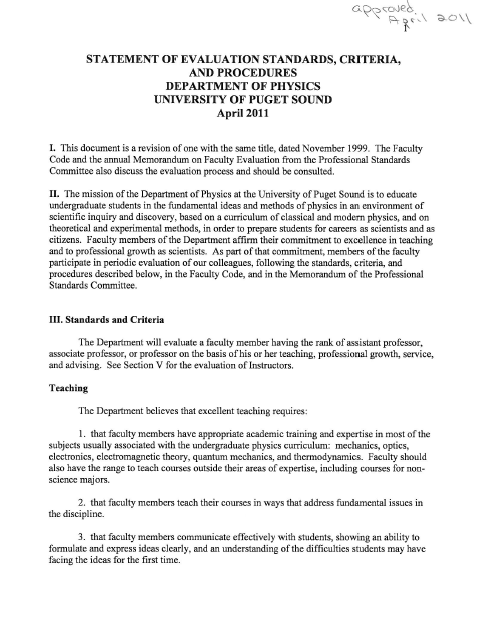 approved
April 2011
STATEMENT OF EVALUATION STANDARDS, CRITERIA,
AND PROCEDURES
DEPARTMENT OF PHYSICS
UNIVERSITY OF PUGET SOUND
April 2011
I. This document is a revision of one with the same title, dated November 1999. The Faculty
Code and the annual Memorandum on Faculty Evaluation from the Professional Standards
Committee also discuss the evaluation process and should be consulted.
II. The mission of the Department of Physics at the University of Puget Sound is to educate
undergraduate students in the fundamental ideas and methods of physics in an environment of
scientific inquiry and discovery, based on a curriculum of classical and modern physics, and on
theoretical and experimental methods, in order to prepare students for careers as scientists and as
citizens. Faculty members of the Department affirm their commitment to excellence in teaching
and to professional growth as scientists. As part of that commitment, members of the faculty
participate in periodic evaluation of our colleagues, following the standards, criteria, and
procedures described below, in the Faculty Code, and in the Memorandum of the Professional
Standards Committee.
III. Standards and Criteria
The Department will evaluate a faculty member having the rank of assistant professor,
associate professor, or professor on the basis of his or her teaching, professional growth, service,
and advising. See Section V for the evaluation of Instructors.
Teaching
The Department believes that excellent teaching requires:
1. that faculty members have appropriate academic training and expertise in most of the
subjects usually associated with the undergraduate physics curriculum: mechanics, optics,
electronics, electromagnetic theory, quantum mechanics, and thermodynamics. Faculty should
also have the range to teach courses outside their areas of expertise, including courses for non-
science majors.
2. that faculty members teach their courses in ways that address fundamental issues in
the discipline.
3. that faculty members communicate effectively with students, showing an ability to
formulate and express ideas clearly, and an understanding of the difficulties students may have
facing the ideas for the first time.